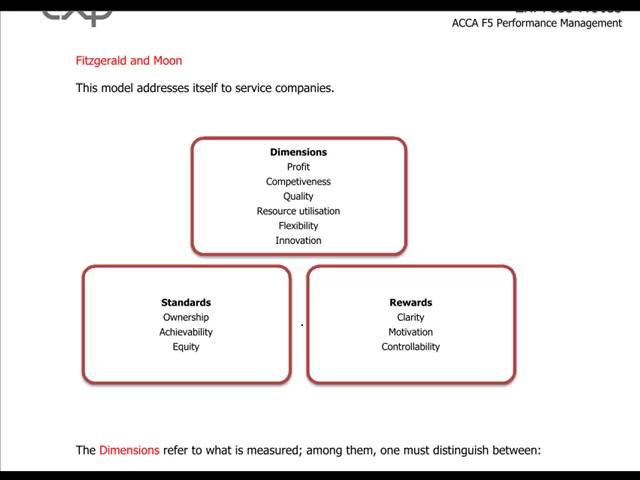 ACCA F5 Performance Management
Fitzgerald and Moon
This model addresses itself to service companies.
Dimensions
Profit
Competiveness
Quality
Resource utilisation
Flexibility
Innovation
Standards
Ownership
Achievability
Equity
Rewards
Clarity
Motivation
Controllability
The Dimensions refer to what is measured; among them, one must distinguish between: